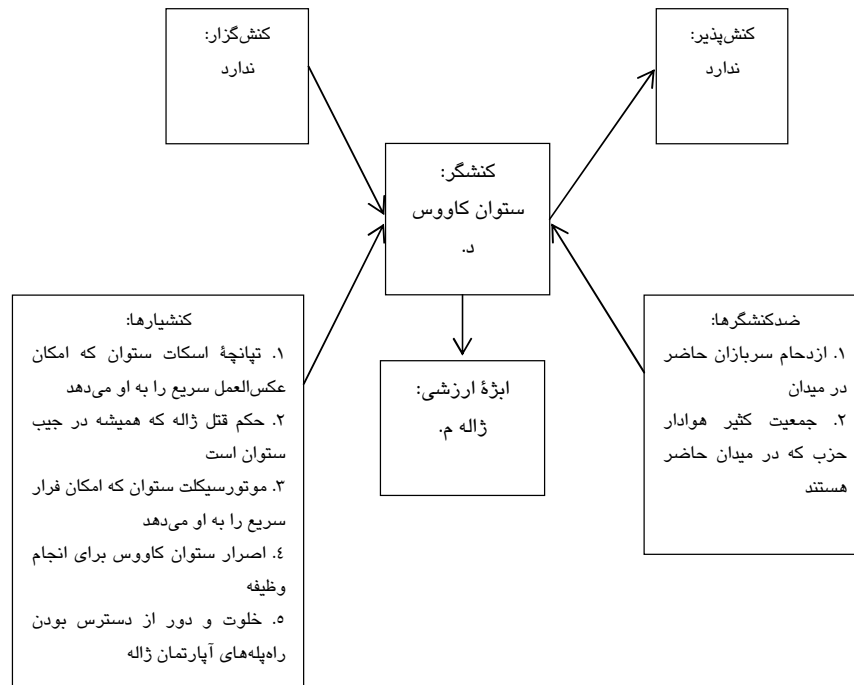 کنش‌پذیر:
ندارد
کنش‌گزار:
ندارد
کنشگر:
ستوان کاووس
د.
ضدکنشگرها:
۱. ازدحام سربازان حاضر
در میدان
۲. جمعیت کثیر هوادار
حزب که در میدان حاضر
هستند
ابژۀ ارزشی:
ژاله م.
کنشیارها:
۱. تپانچۀ اسکات ستوان که امکان
عکس‌العمل سریع را به او می‌دهد
۲. حکم قتل ژاله که همیشه در جیب
ستوان است
۳. موتورسیکلت ستوان که امکان فرار
سریع را به او می‌دهد
٤. اصرار ستوان کاووس برای انجام
وظیفه
٥. خلوت و دور از دسترس بودن
راه‌پله‌های آپارتمان ژاله